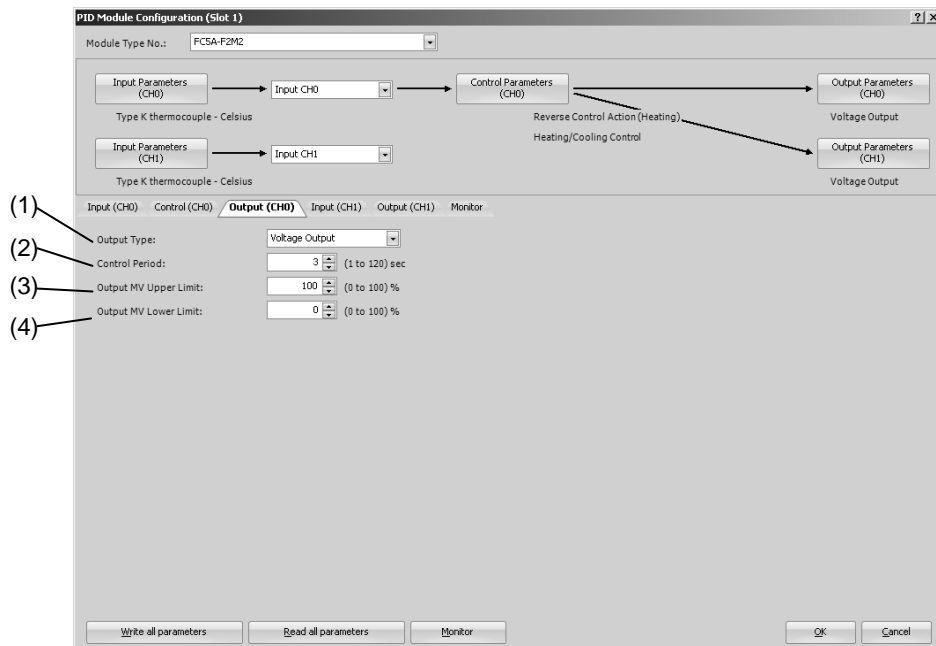 PID Module Configuration (Slot 1)
Module Type No.: FC5A-F2M2
Input Parameters (CH0)
Input CH0
Control Parameters (CH0)
Output Parameters (CH0)
Type K thermocouple - Celsius
Reverse Control Action (Heating)
Voltage Output
Heating/Cooling Control
Input Parameters (CH1)
Input CH1
Output Parameters (CH1)
Type K thermocouple - Celsius
Voltage Output
Input (CH0) Control (CH0) Output (CH0) Input (CH1) Output (CH1) Monitor
(1) Output Type: Voltage Output
(2) Control Period: 3 (1 to 120) sec
(3) Output MV Upper Limit: 100 (0 to 100) %
(4) Output MV Lower Limit: 0 (0 to 100) %
Write all parameters Read all parameters Monitor OK Cancel